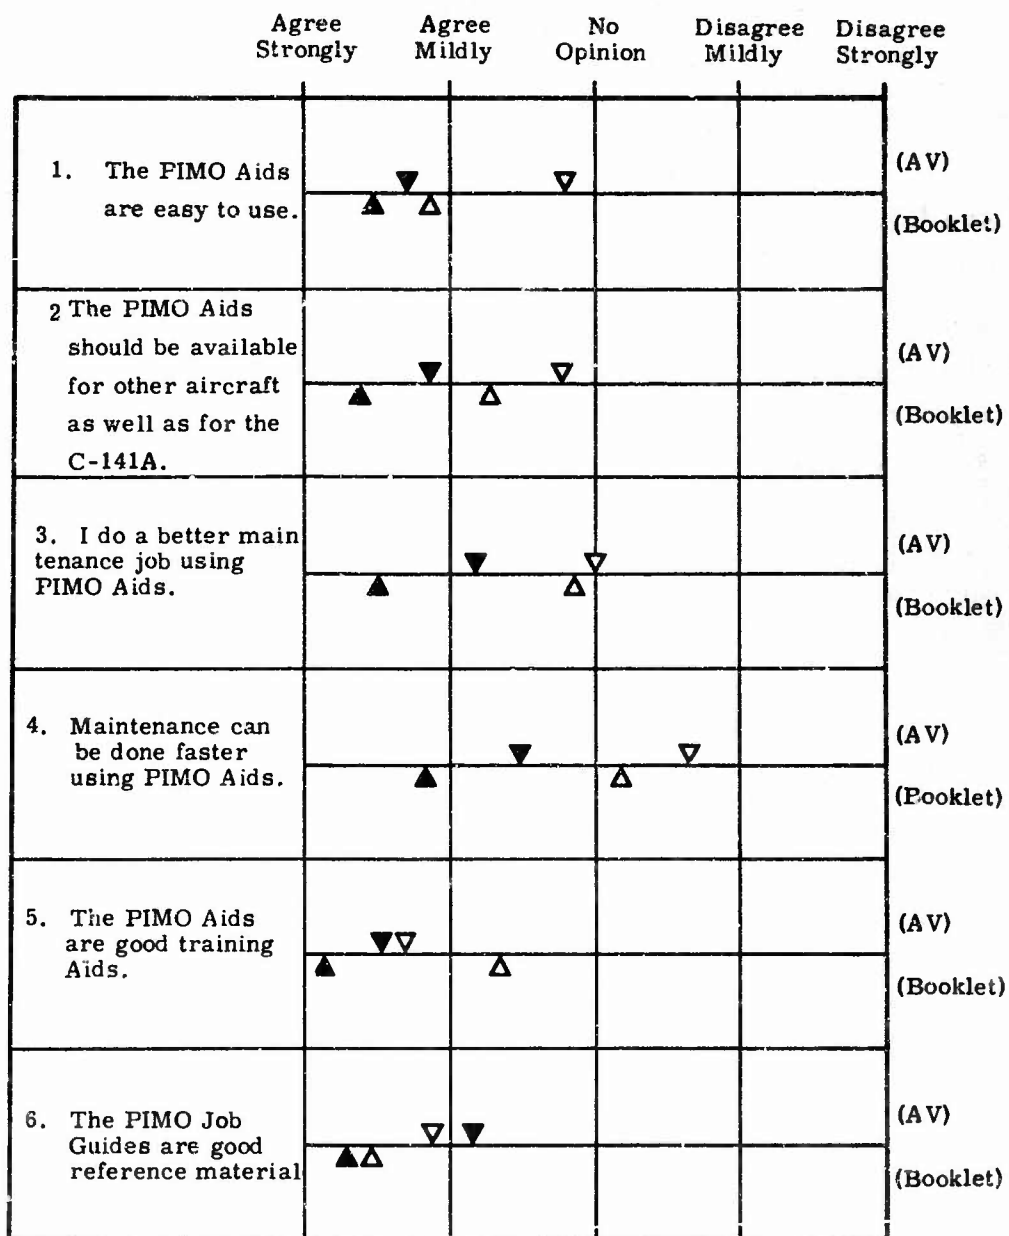 Agree Strongly
Agree Mildly
No Opinion
Disagree Mildly
Disagree Strongly
1. The PIMO Aids
are easy to use.
(AV)
(Booklet)
2 The PIMO Aids
should be available
for other aircraft
as well as for the
C-141A.
(AV)
(Booklet)
3. I do a better main
tenance job using
PIMO Aids.
(AV)
(Booklet)
4. Maintenance can
be done faster
using PIMO Aids.
(AV)
(Pooklet)
5. The PIMO Aids
are good training
Aids.
(AV)
(Booklet)
6. The PIMO Job
Guides are good
reference material
(AV)
(Booklet)